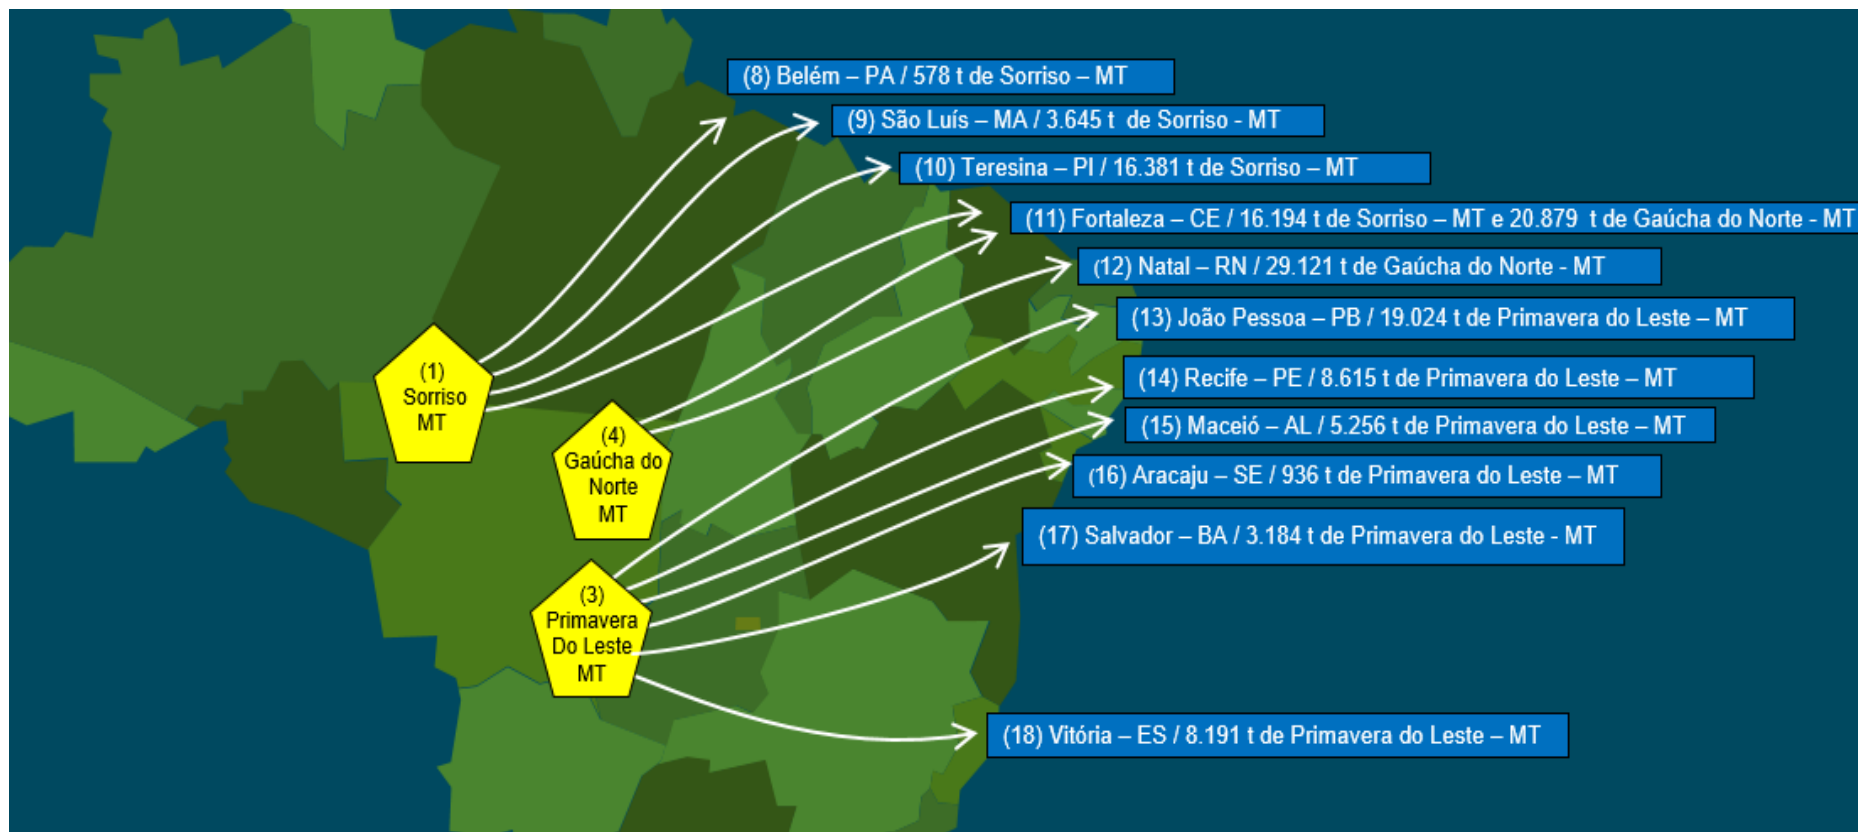 (8) Belém – PA / 578 t de Sorriso – MT
(9) São Luís – MA / 3.645 t  de Sorriso - MT
(10) Teresina – PI / 16.381 t de Sorriso – MT
(11) Fortaleza – CE / 16.194 t de Sorriso – MT e 20.879  t de Gaúcha do Norte - MT
(12) Natal – RN / 29.121 t de Gaúcha do Norte - MT
(13) João Pessoa – PB / 19.024 t de Primavera do Leste – MT
(14) Recife – PE / 8.615 t de Primavera do Leste – MT
(15) Maceió – AL / 5.256 t de Primavera do Leste – MT
(16) Aracaju – SE / 936 t de Primavera do Leste – MT
(17) Salvador – BA / 3.184 t de Primavera do Leste - MT
(18) Vitória – ES / 8.191 t de Primavera do Leste – MT
(1)
Sorriso
MT
(4)
Gaúcha do
Norte
MT
(3)
Primavera
Do Leste
MT